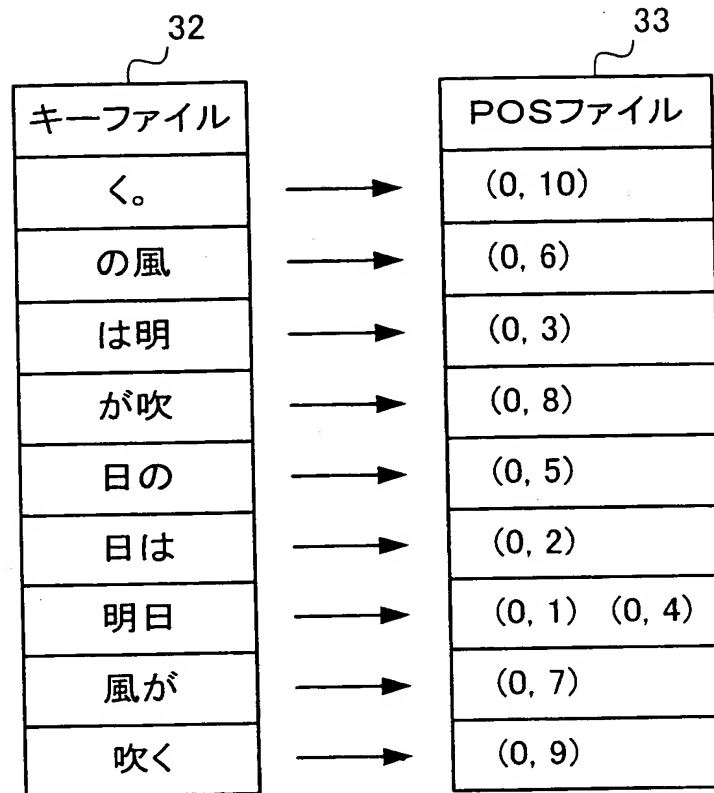 32
33
キーファイル
POSファイル
く。
(0, 10)
の風
(0, 6)
は明
(0, 3)
が吹
(0, 8)
日の
(0, 5)
日は
(0, 2)
明日
(0, 1) (0, 4)
風が
(0, 7)
吹く
(0, 9)